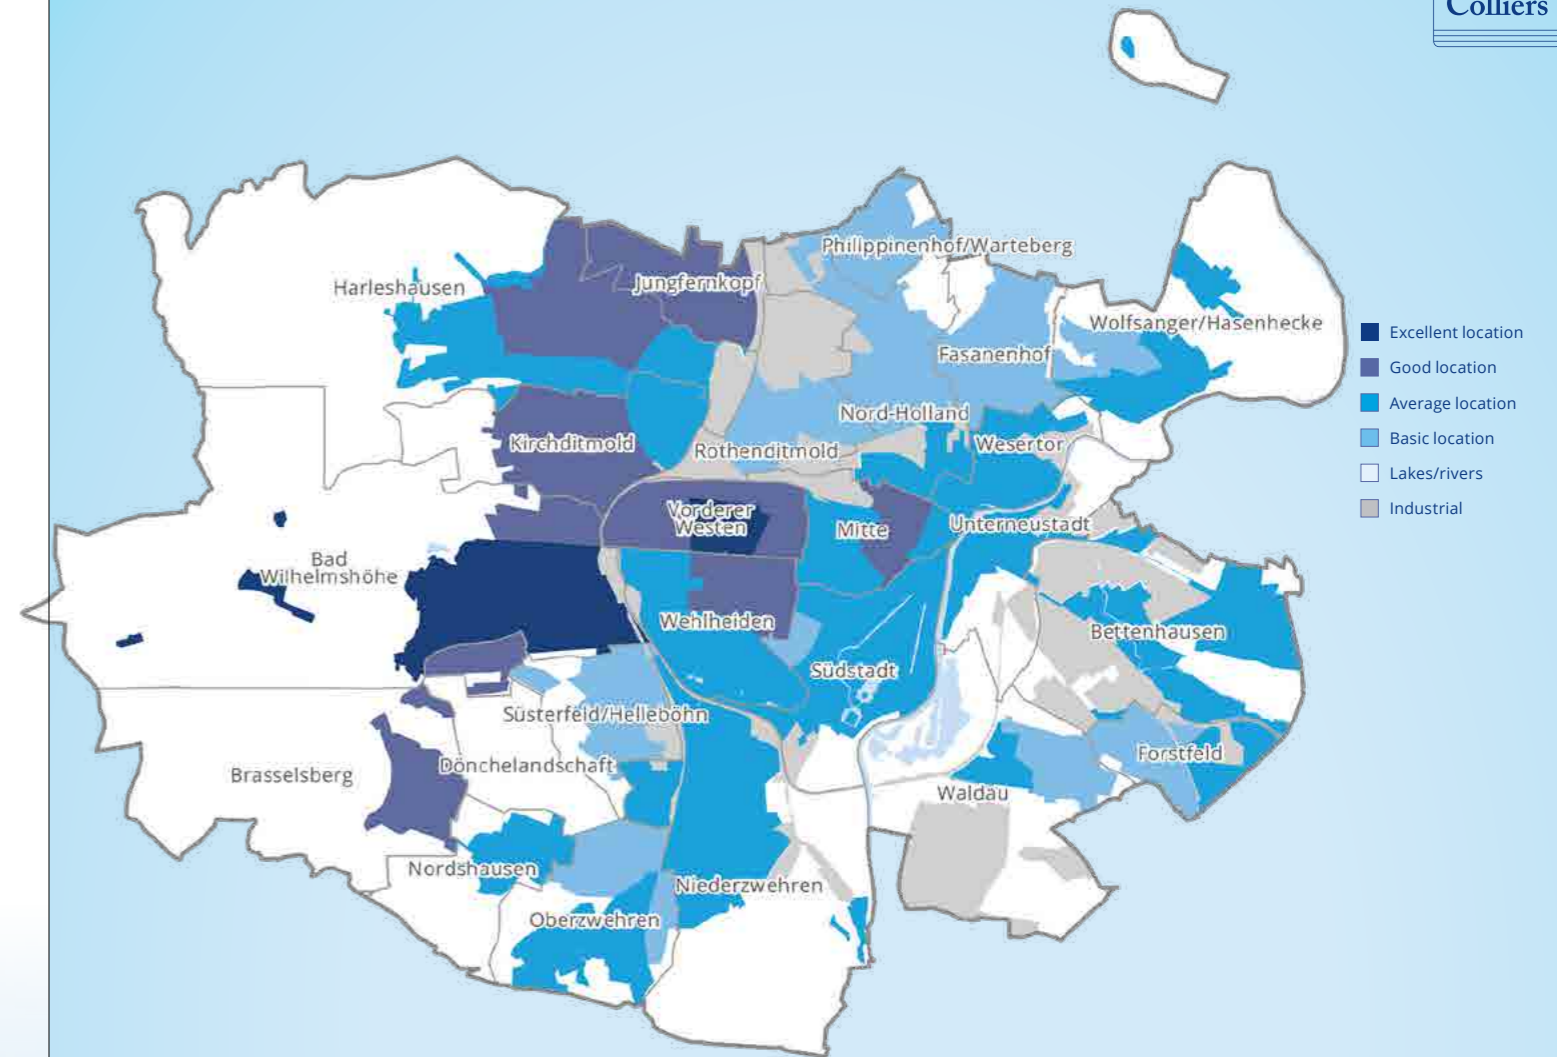 Colliers
Philippinenhof/Warteberg
Harleshausen
Jungfernkopf
Wolfsanger/Hasenhecke
Fasanenhof
Nord-Holland
Kirchditmold
Rothenditmold
Wesertor
Vorderer
Westen
Mitte
Unterneustadt
Bad
Wilhelmshöhe
Wehlheiden
Bettenhausen
Südstadt
Süsterfeld/Helleböhn
Brasselsberg
Dönchelandschaft
Forstfeld
Waldau
Nordshausen
Niederzwehren
Oberzwehren
Excellent location
Good location
Average location
Basic location
Lakes/rivers
Industrial